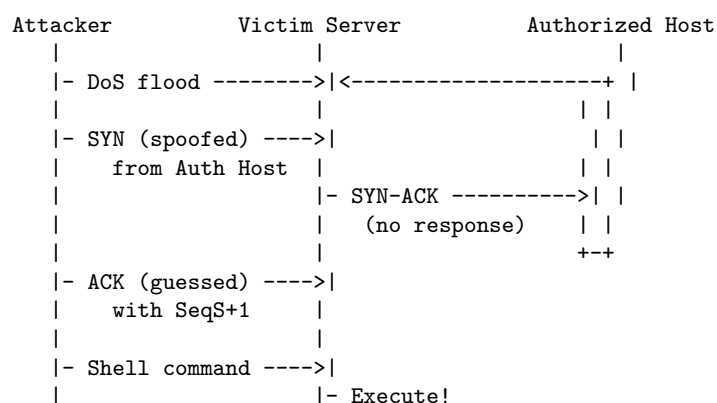 Attacker Victim Server Authorized Host
| | |
|- DoS flood -------->|<--------------------+ |
| | | |
|- SYN (spoofed) ---->| | |
| from Auth Host | | |
| |- SYN-ACK ---------->| |
| | (no response) | |
| | +-+
|- ACK (guessed) ---->|
| with SeqS+1 |
| |
|- Shell command ---->|
| |- Execute!